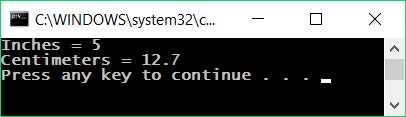 C:\WINDOWS\system32\c...
Inches = 5
Centimeters = 12.7
Press any key to continue . . .